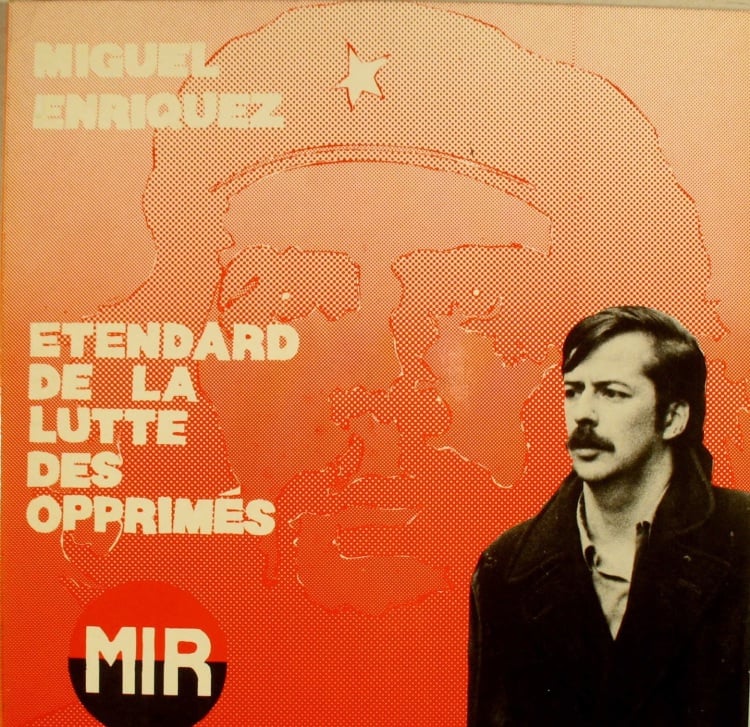 MIGUEL
ENRIQUEZ
ETENDARD
DE LA
LUTTE
DES
OPPRIMÉS
MIR